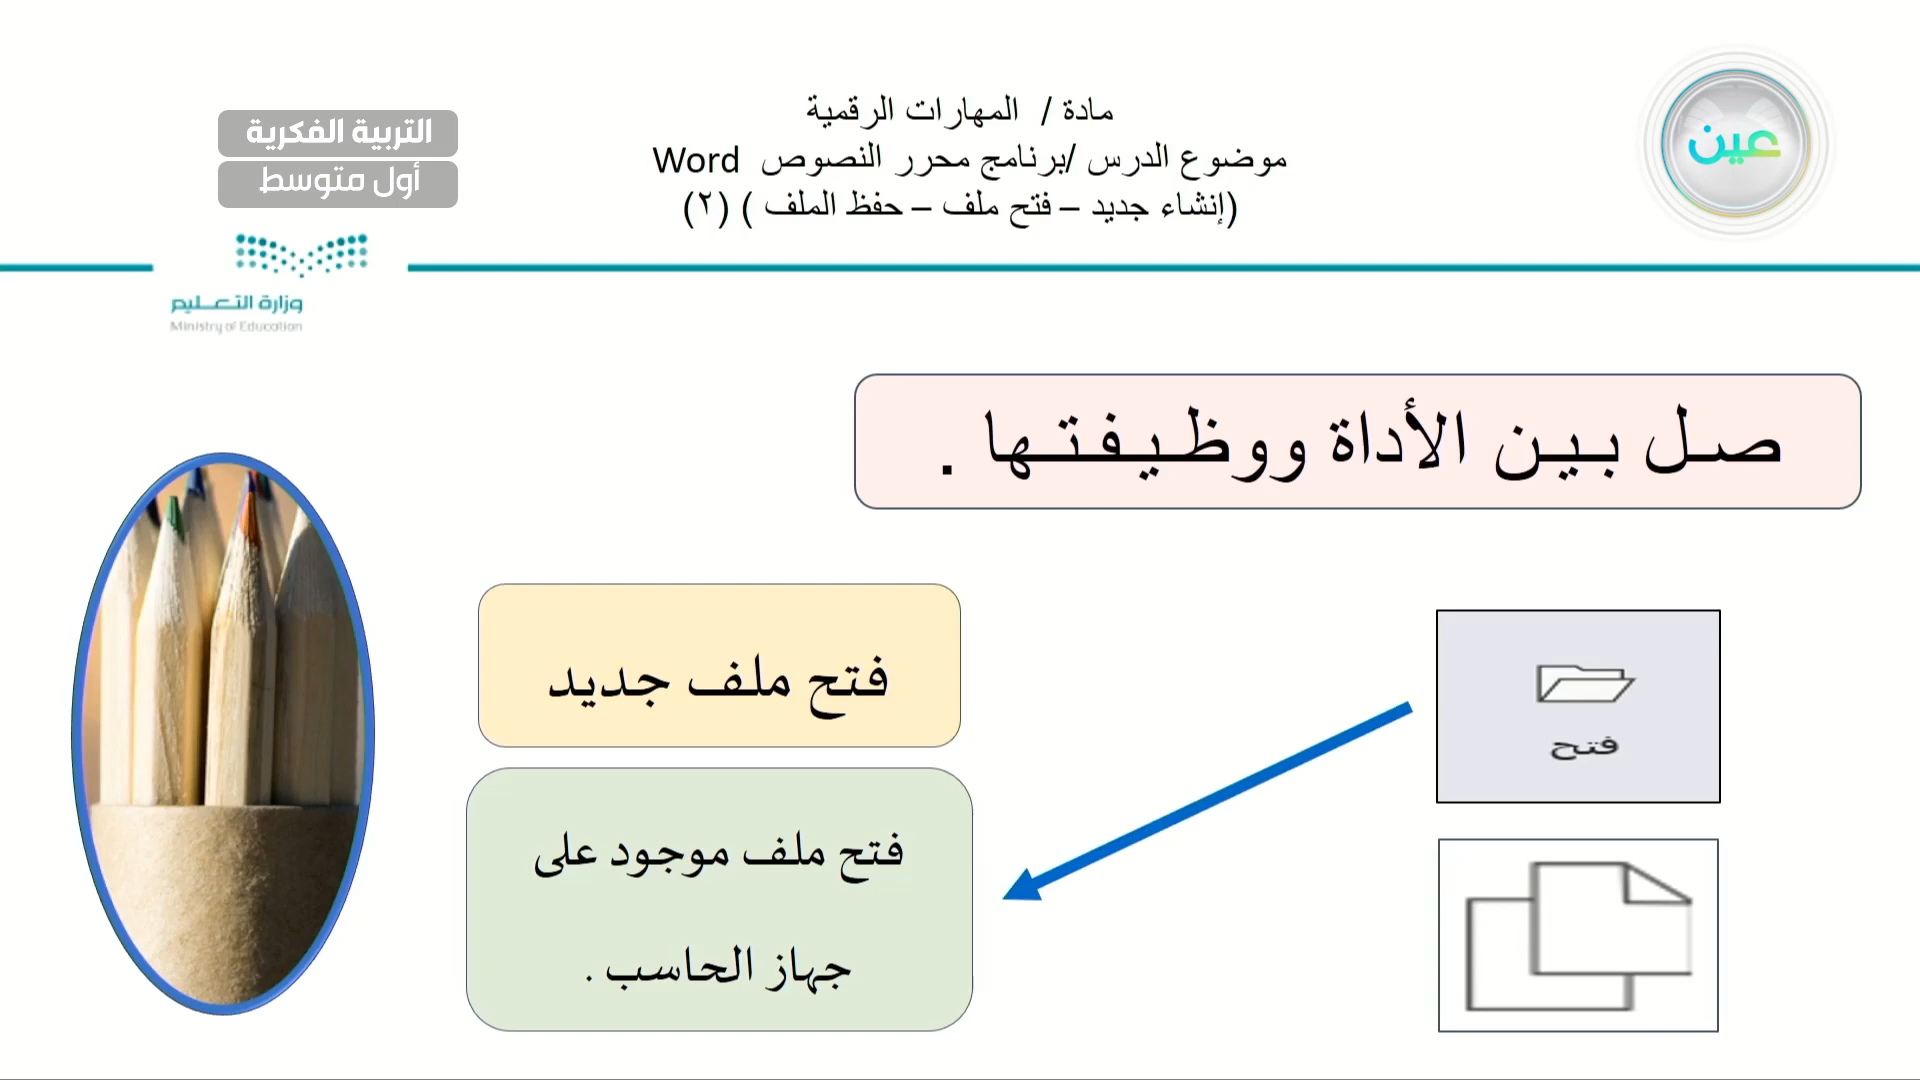 مادة / المهارات الرقمية
موضوع الدرس /برنامج محرر النصوص Word
(إنشاء جديد – فتح ملف – حفظ الملف ) (٢)
عين
التربية الفكرية
أول متوسط
وزارة التعليم
Ministry of Education
صل بين الأداة ووظيفتها .
فتح
فتح ملف جديد
فتح ملف موجود على
جهاز الحاسب .